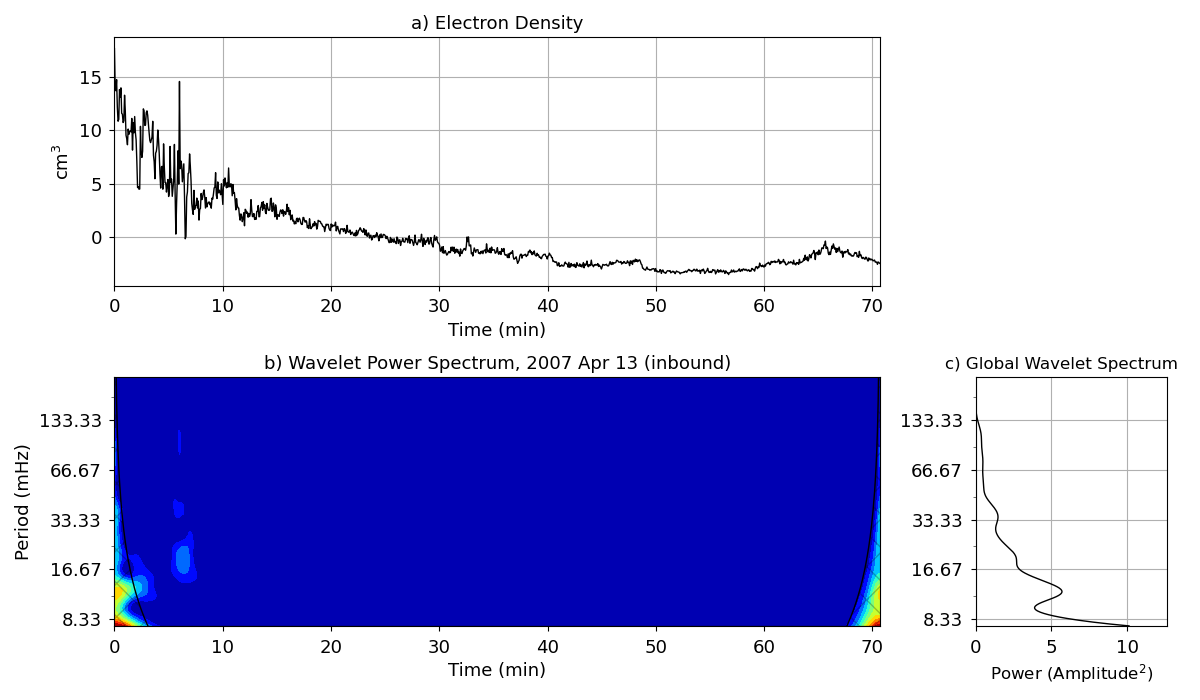 a) Electron Density
cm³
15
10
5
0
0 10 20 30 40 50 60 70
Time (min)
b) Wavelet Power Spectrum, 2007 Apr 13 (inbound)
Period (mHz)
133.33
66.67
33.33
16.67
8.33
0 10 20 30 40 50 60 70
Time (min)
c) Global Wavelet Spectrum
133.33
66.67
33.33
16.67
8.33
0 5 10
Power (Amplitude²)